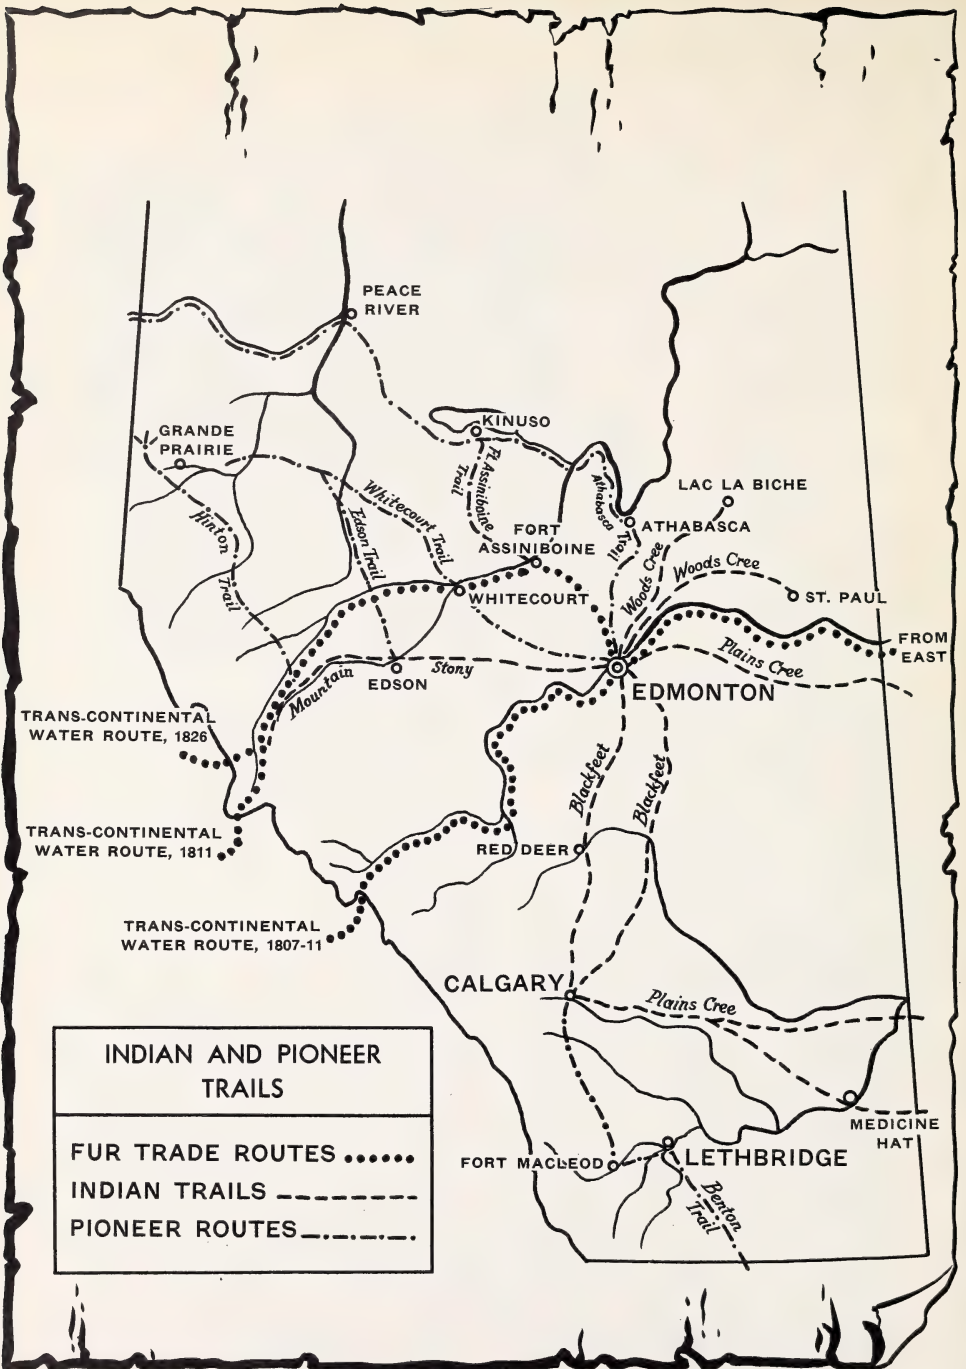 PEACE
RIVER
KINUSO
GRANDE
PRAIRIE
Ft. Assiniboine
Trail
Athabasca
Trail
LAC LA BICHE
ATHABASCA
Whitecourt Trail
Edson Trail
Hinton
Trail
FORT
ASSINIBOINE
WHITECOURT
Woods Cree
Woods Cree
ST. PAUL
FROM
EAST
Plains Cree
EDMONTON
Mountain
Stony
EDSON
TRANS-CONTINENTAL
WATER ROUTE, 1826
Blackfeet
Blackfeet
TRANS-CONTINENTAL
WATER ROUTE, 1811
RED DEER
TRANS-CONTINENTAL
WATER ROUTE, 1807-11
CALGARY
Plains Cree
MEDICINE
HAT
FORT MACLEOD
LETHBRIDGE
Benton
Trail
INDIAN AND PIONEER
TRAILS
FUR TRADE ROUTES
INDIAN TRAILS
PIONEER ROUTES